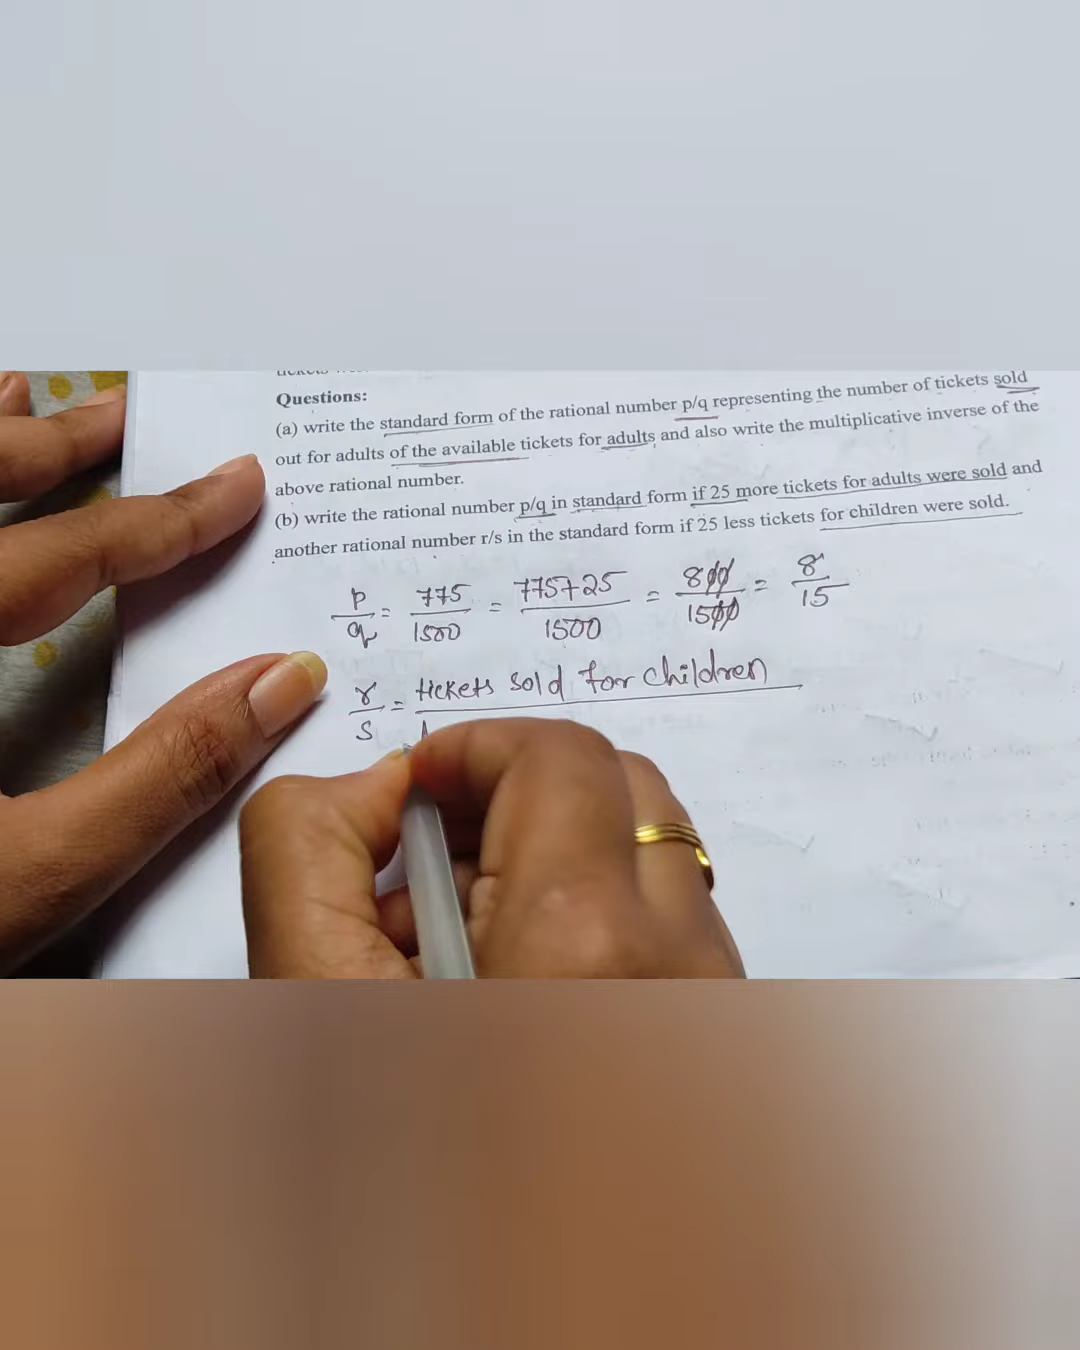 Questions:
(a) write the standard form of the rational number p/q representing the number of tickets sold
out for adults of the available tickets for adults and also write the multiplicative inverse of the
above rational number.
(b) write the rational number p/q in standard form if 25 more tickets for adults were sold and
another rational number r/s in the standard form if 25 less tickets for children were sold.
p/q = 775/1500 = 775+25/1500 = 800/1500 = 8/15
r/s = tickets sold for children